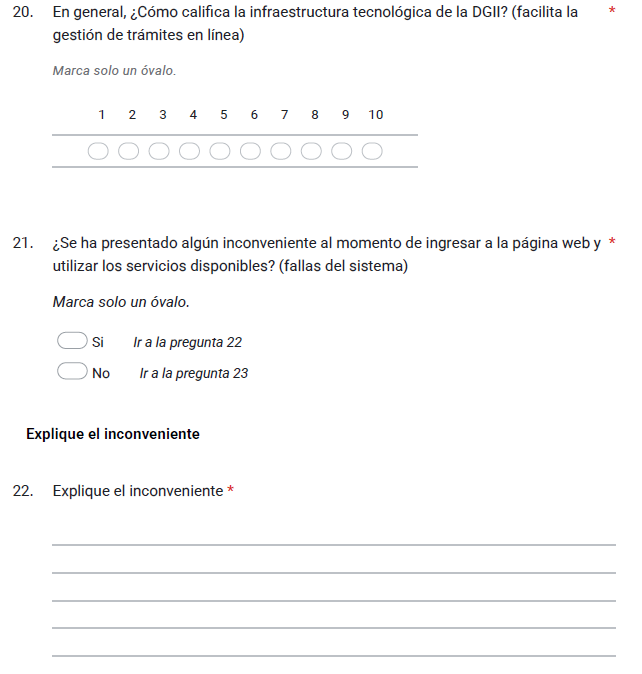 20. En general, ¿Cómo califica la infraestructura tecnológica de la DGII? (facilita la *
gestión de trámites en línea)
Marca solo un óvalo.
1 2 3 4 5 6 7 8 9 10
21. ¿Se ha presentado algún inconveniente al momento de ingresar a la página web y *
utilizar los servicios disponibles? (fallas del sistema)
Marca solo un óvalo.
Si Ir a la pregunta 22
No Ir a la pregunta 23
Explique el inconveniente
22. Explique el inconveniente *